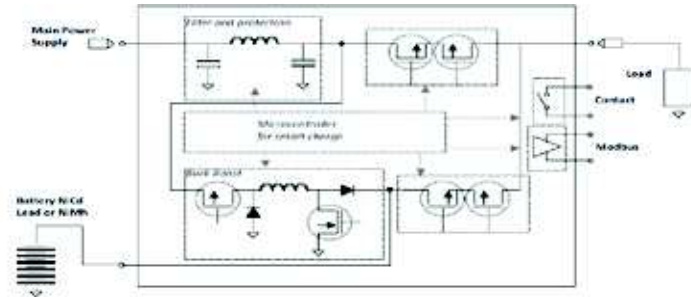 Filter and protections
Main Power
Supply
Load
Contact
Microcontroller
for smart charge
Modbus
Buck Boost
Battery NiCd
Lead or NiMh